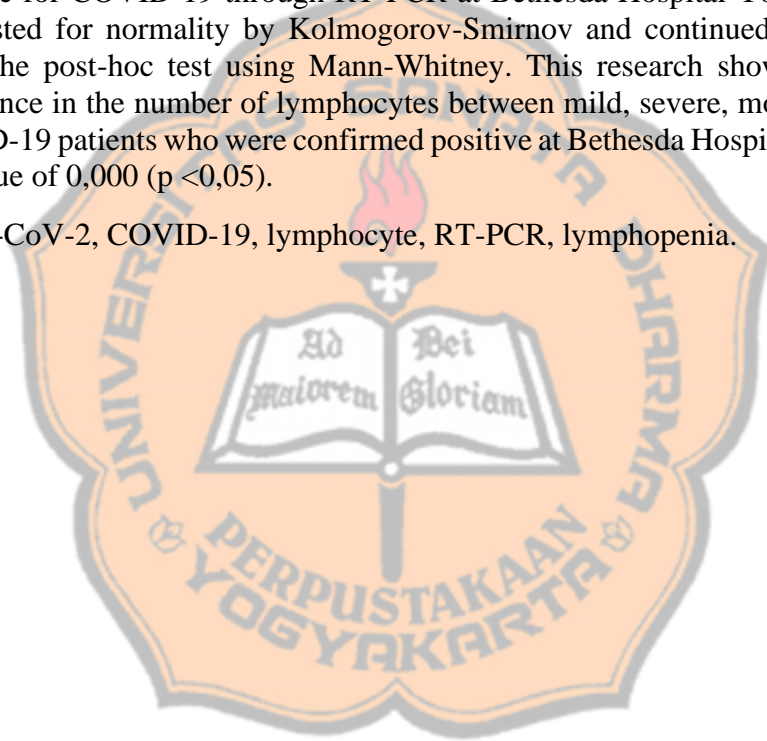 e for COVID-19 through RT-PCR at Bethesda Hospital
sted for normality by Kolmogorov-Smirnov and continued
he post-hoc test using Mann-Whitney. This research show
nce in the number of lymphocytes between mild, severe, mo
D-19 patients who were confirmed positive at Bethesda Hospi
ue of 0,000 (p <0,05).
-CoV-2, COVID-19, lymphocyte, RT-PCR, lymphopenia.
UNIVERSITAS SANATA DHARMA
Ad Dei
maiorem Gloriam
PERPUSTAKAAN
YOGYAKARTA